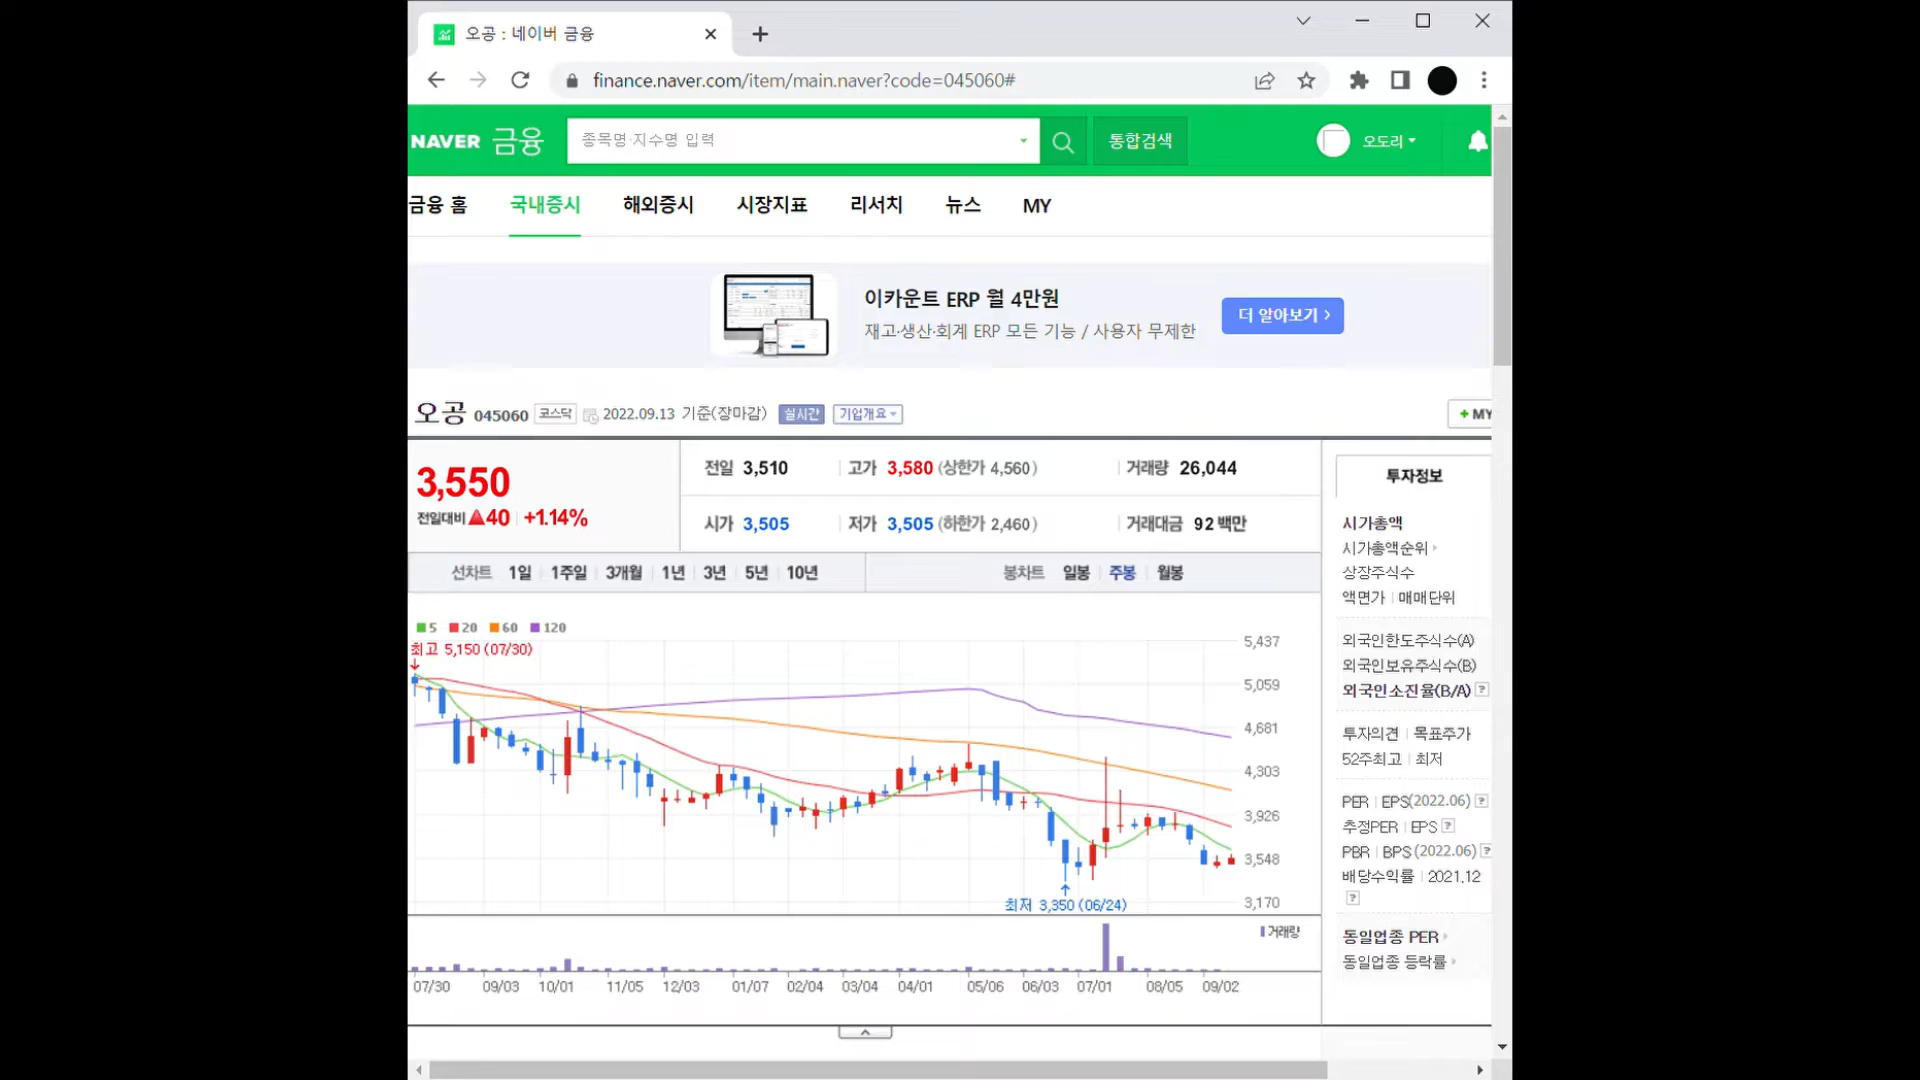 오공 : 네이버 금융
finance.naver.com/item/main.naver?code=045060#
NAVER 금융
종목명·지수명 입력
통합검색
오도리
금융 홈 국내증시 해외증시 시장지표 리서치 뉴스 MY
이카운트 ERP 월 4만원
재고·생산·회계 ERP 모든 기능 / 사용자 무제한
더 알아보기 >
오공 045060 코스닥 2022.09.13 기준(장마감) 실시간 기업개요
+ MY
3,550
전일대비 ▲40 +1.14%
전일 3,510 고가 3,580 (상한가 4,560) 거래량 26,044
시가 3,505 저가 3,505 (하한가 2,460) 거래대금 92백만
선차트 1일 1주일 3개월 1년 3년 5년 10년
봉차트 일봉 주봉 월봉
5 20 60 120
최고 5,150 (07/30)
5,437
5,059
4,681
4,303
3,926
3,548
3,170
최저 3,350 (06/24)
거래량
07/30 09/03 10/01 11/05 12/03 01/07 02/04 03/04 04/01 05/06 06/03 07/01 08/05 09/02
투자정보
시가총액
시가총액순위
상장주식수
액면가 | 매매단위
외국인한도주식수(A)
외국인보유주식수(B)
외국인소진율(B/A) ?
투자의견 | 목표주가
52주최고 | 최저
PER | EPS(2022.06) ?
추정PER | EPS ?
PBR | BPS (2022.06) ?
배당수익률 | 2021.12
?
동일업종 PER
동일업종 등락률